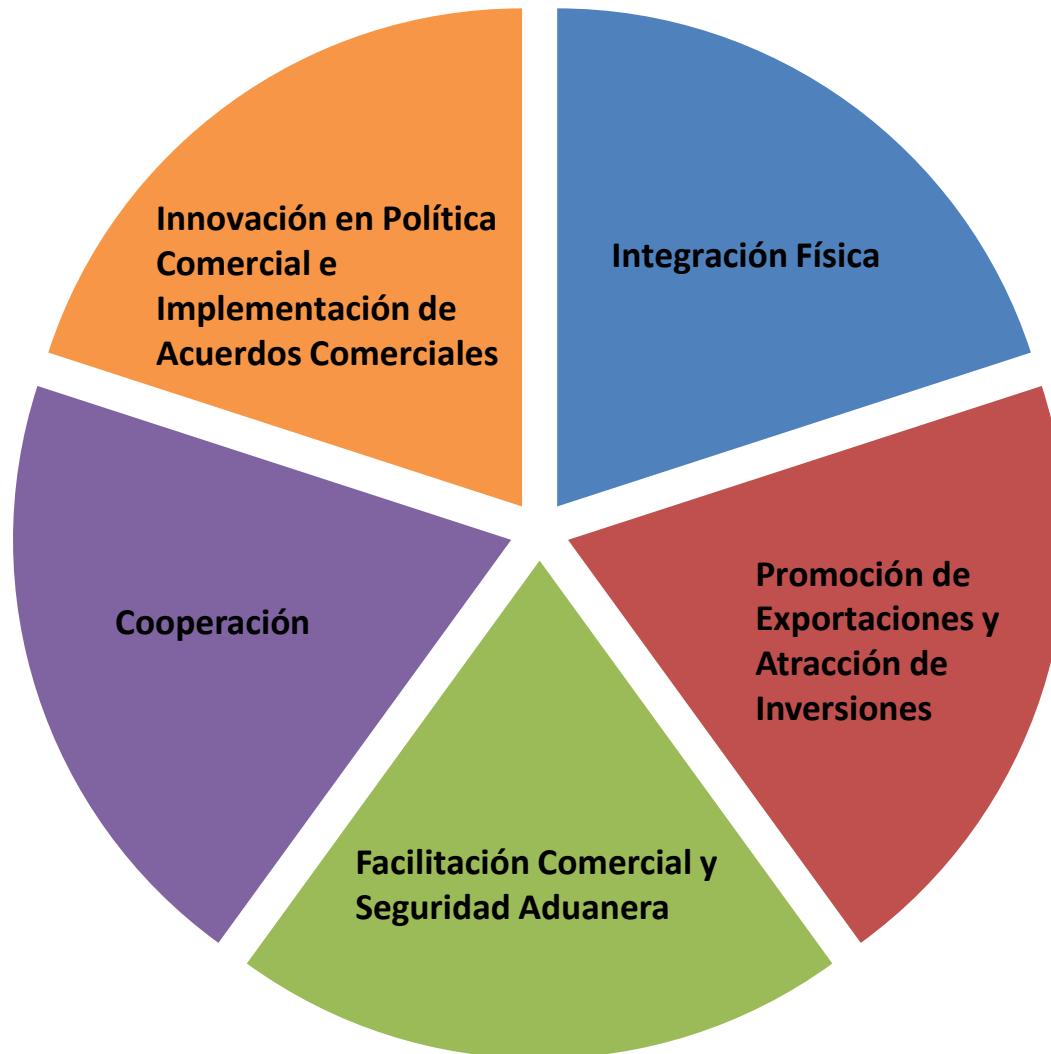 Innovación en Política
Comercial e
Implementación de
Acuerdos Comerciales
Integración Física
Promoción de
Exportaciones y
Atracción de
Inversiones
Cooperación
Facilitación Comercial y
Seguridad Aduanera